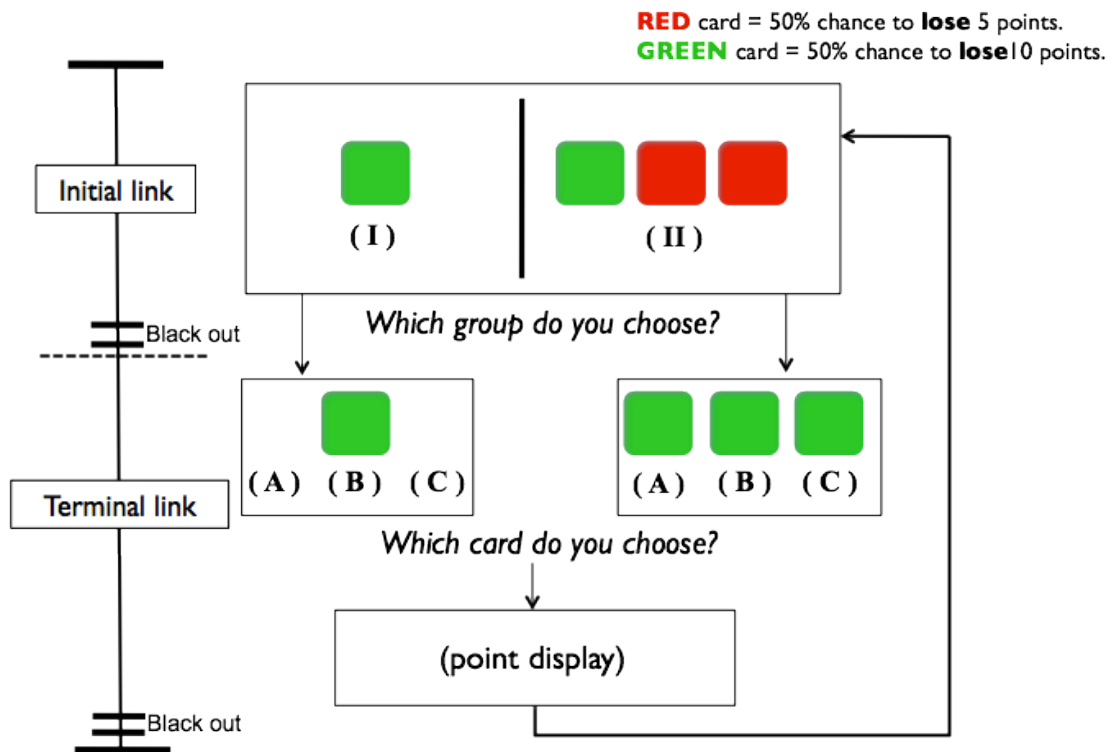 RED card = 50% chance to lose 5 points.
GREEN card = 50% chance to lose10 points.
Initial link
( I )
( II )
Which group do you choose?
Black out
( A ) ( B ) ( C )
( A ) ( B ) ( C )
Terminal link
Which card do you choose?
(point display)
Black out